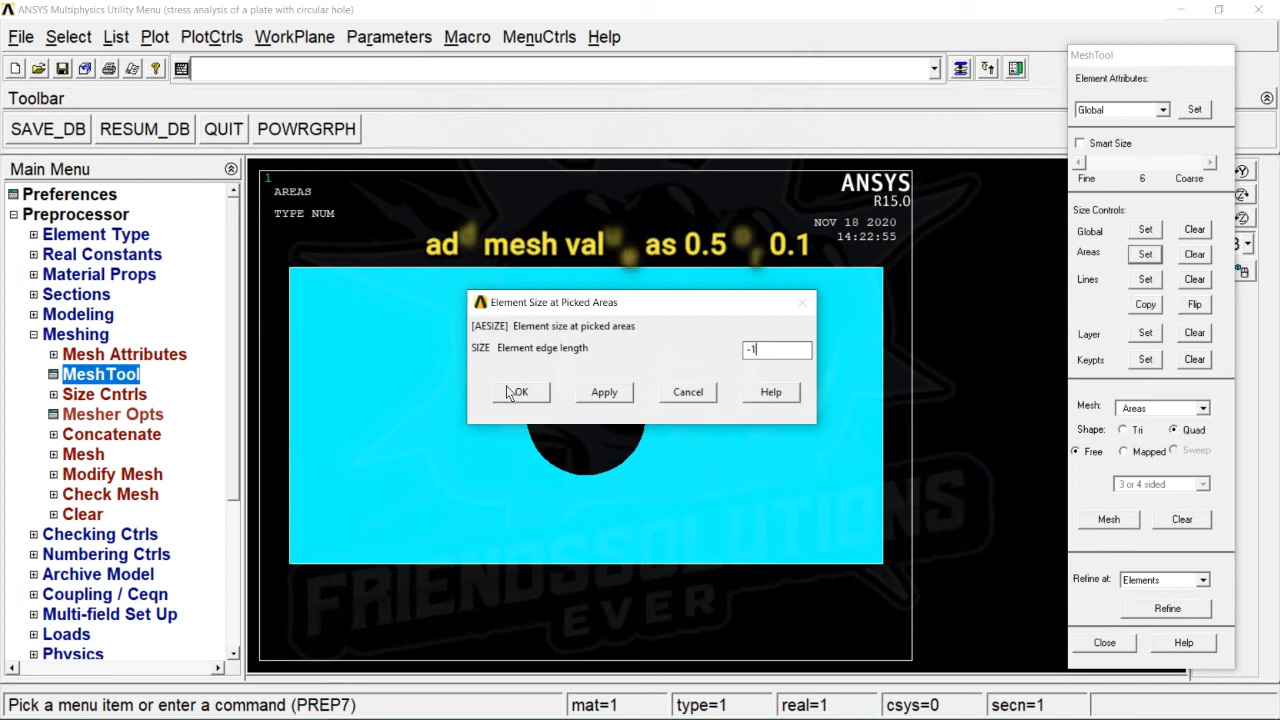 ANSYS Multiphysics Utility Menu (stress analysis of a plate with circular hole)
File Select List Plot PlotCtrls WorkPlane Parameters Macro MenuCtrls Help
Toolbar
SAVE_DB RESUM_DB QUIT POWRGRPH
Main Menu
Preferences
Preprocessor
Element Type
Real Constants
Material Props
Sections
Modeling
Meshing
Mesh Attributes
MeshTool
Size Cntrls
Mesher Opts
Concatenate
Mesh
Modify Mesh
Check Mesh
Clear
Checking Ctrls
Numbering Ctrls
Archive Model
Coupling / Ceqn
Multi-field Set Up
Loads
Physics
1
AREAS
TYPE NUM
ANSYS
R15.0
NOV 18 2020
14:22:55
mesh as 0.5 0.1
Element Size at Picked Areas
[AESIZE] Element size at picked areas
SIZE Element edge length -1
OK Apply Cancel Help
FRIENDSSOLUTIONS
EVER
MeshTool
Element Attributes:
Global Set
Smart Size
Fine 6 Coarse
Size Controls:
Global Set Clear
Areas Set Clear
Lines Set Clear
Copy Flip
Layer Set Clear
Keypts Set Clear
Mesh: Areas
Shape: Tri Quad
Free Mapped Sweep
3 or 4 sided
Mesh Clear
Refine at: Elements
Refine
Close Help
Pick a menu item or enter a command (PREP7) mat=1 type=1 real=1 csys=0 secn=1